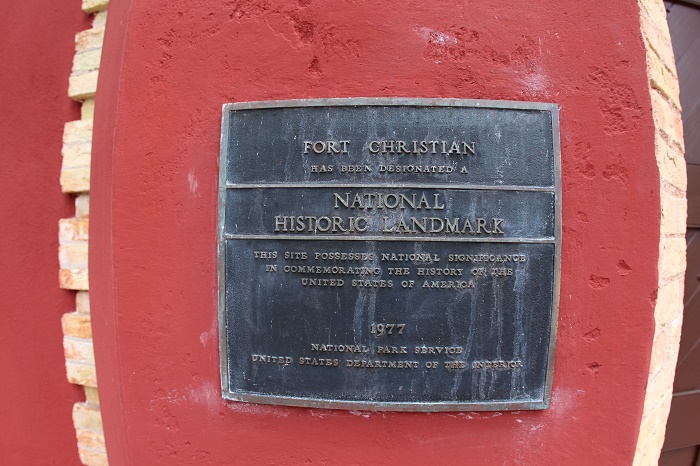 FORT CHRISTIAN
HAS BEEN DESIGNATED A
NATIONAL
HISTORIC LANDMARK
THIS SITE POSSESSES NATIONAL SIGNIFICANCE
IN COMMEMORATING THE HISTORY OF THE
UNITED STATES OF AMERICA
1977
NATIONAL PARK SERVICE
UNITED STATES DEPARTMENT OF THE INTERIOR